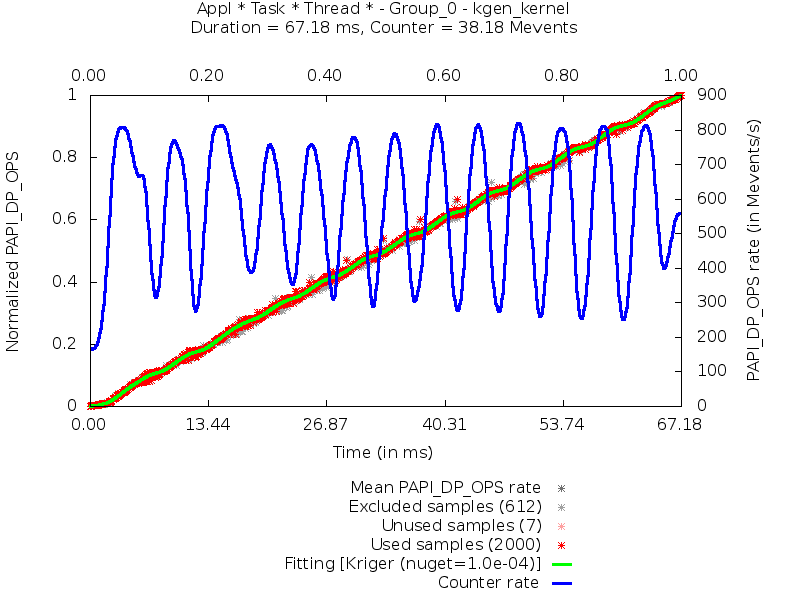 Appl * Task * Thread * - Group_0 - kgen_kernel
Duration = 67.18 ms, Counter = 38.18 Mevents
0.00 0.20 0.40 0.60 0.80 1.00
1 900
800
0.8 700
600
0.6 500
0.4 400
300
0.2 200
100
0 0
Normalized PAPI_DP_OPS
PAPI_DP_OPS rate (in Mevents/s)
0.00 13.44 26.87 40.31 53.74 67.18
Time (in ms)
Mean PAPI_DP_OPS rate
Excluded samples (612)
Unused samples (7)
Used samples (2000)
Fitting [Kriger (nuget=1.0e-04)]
Counter rate